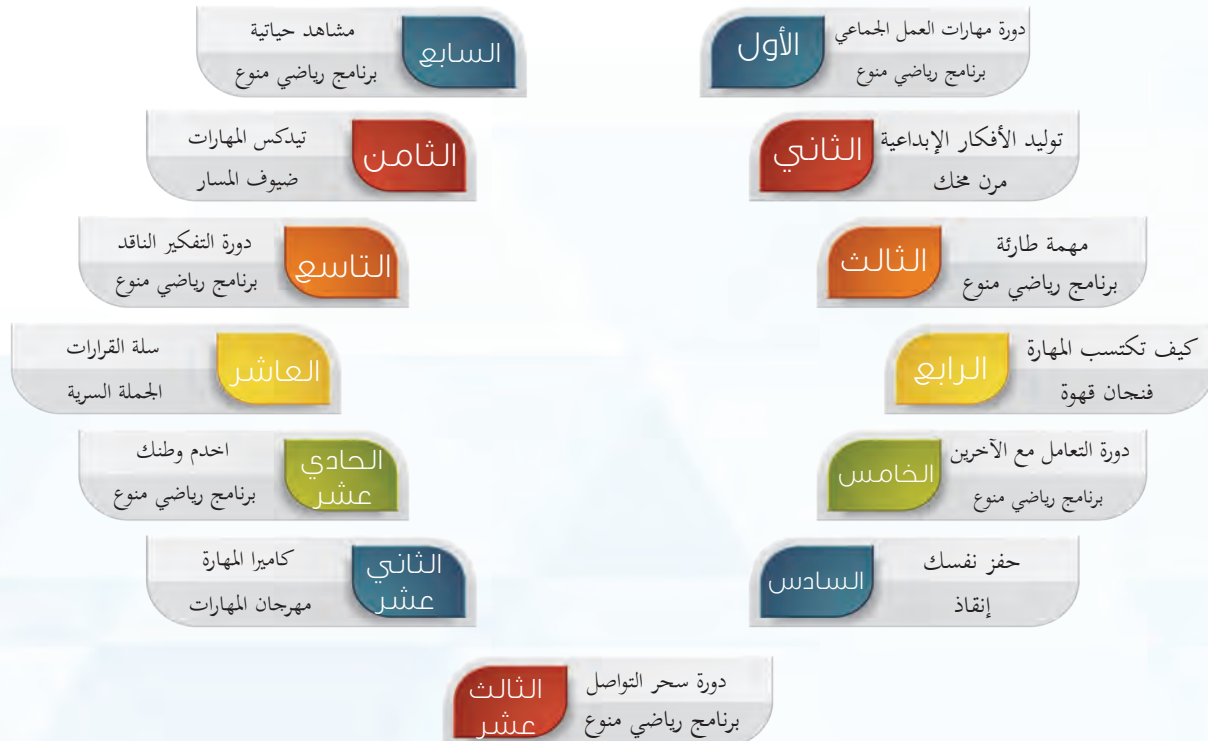 الأول
دورة مهارات العمل الجماعي
برنامج رياضي منوع
الثاني
توليد الأفكار الإبداعية
مرن مخك
الثالث
مهمة طارئة
برنامج رياضي منوع
الرابع
كيف تكتسب المهارة
فنجان قهوة
الخامس
دورة التعامل مع الآخرين
برنامج رياضي منوع
السادس
حفز نفسك
إنقاذ
السابع
مشاهد حياتية
برنامج رياضي منوع
الثامن
تيدكس المهارات
ضيوف المسار
التاسع
دورة التفكير الناقد
برنامج رياضي منوع
العاشر
سلة القرارات
الجملة السرية
الحادي
عشر
اخدم وطنك
برنامج رياضي منوع
الثاني
عشر
كاميرا المهارة
مهرجان المهارات
الثالث
عشر
دورة سحر التواصل
برنامج رياضي منوع